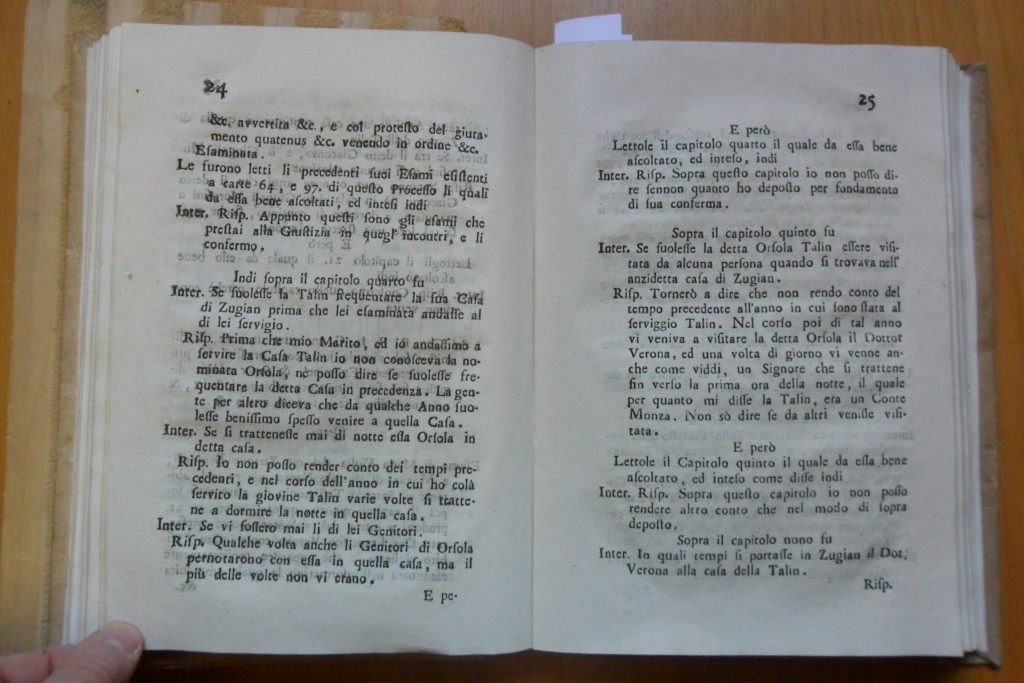 24
&c. avvertita &c., e col protesto del giura-
mento quatenus &c. venendo in ordine &c.
Esaminata.
Le furono letti li precedenti suoi Esami esistenti
a carte 64. e 97. di questo Processo li quali
da essa bene ascoltati, ed intesi indi
Inter. Risp. Appunto questi sono gli esami che
prestai alla Giustizia in quegl' incontri, e li
confermo.
Indi sopra il capitolo quarto fu
Inter. Se suolesse la Talin frequentare la sua Casa
di Zugian prima che lei esaminata andasse al
di lei servigio.
Risp. Prima che mio Marito, ed io andassimo a
servire la Casa Talin io non conosceva la no-
minata Orsola, nè posso dire se suolesse fre-
quentare la detta Casa in precedenza. La gen-
te per altro diceva che da qualche Anno suo-
lesse benissimo spesso venire a quella Casa.
Inter. Se si trattenesse mai di notte essa Orsola in
detta casa.
Risp. Io non posso render conto dei tempi pre-
cedenti, e nel corso dell'anno in cui ho colà
servito la giovine Talin varie volte si tratte-
ne a dormire la notte in quella casa.
Inter. Se vi fossero mai li di lei Genitori.
Risp. Qualche volta anche li Genitori di Orsola
pernotarono con essa in quella casa, ma il
più delle volte non vi erano.
E pe-
25
E però
Lettole il capitolo quarto il quale da essa bene
ascoltato, ed inteso, indi
Inter. Risp. Sopra questo capitolo io non posso di-
re sennon quanto ho deposto per fondamento
di sua conferma.
Sopra il capitolo quinto fu
Inter. Se suolesse la detta Orsola Talin essere visi-
tata da alcuna persona quando si trovava nell'
anzidetta casa di Zugian.
Risp. Tornerò a dire che non rendo conto del
tempo precedente all'anno in cui sono stata al
serviggio Talin. Nel corso poi di tal anno
vi veniva a visitare la detta Orsola il Dottor
Verona, ed una volta di giorno vi venne an-
che come viddi, un Signore che si trattene
fin verso la prima ora della notte, il quale
per quanto mi disse la Talin, era un Conte
Monza. Non sò dire se da altri venisse visi-
tata.
E però
Lettole il Capitolo quinto il quale da essa bene
ascoltato, ed inteso come disse indi
Inter. Risp. Sopra questo capitolo io non posso
rendere altro conto che nel modo di sopra
deposto.
Sopra il capitolo nono fu
Inter. In quali tempi si portasse in Zugian il Dot.
Verona alla casa della Talin.
Risp.